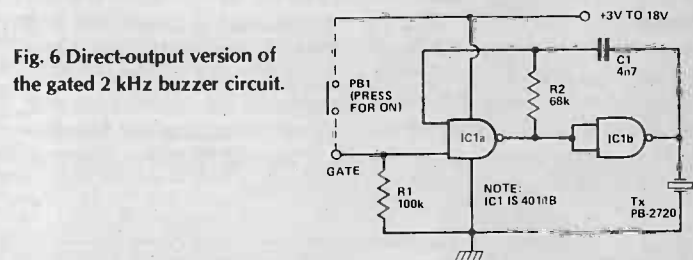 Fig. 6 Direct-output version of
the gated 2 kHz buzzer circuit.
+3V TO 18V
C1
4n7
R2
68k
PB1
(PRESS
FOR ON)
IC1a
IC1b
GATE
R1
100k
NOTE:
IC1 IS 4011B
Tx
PB-2720